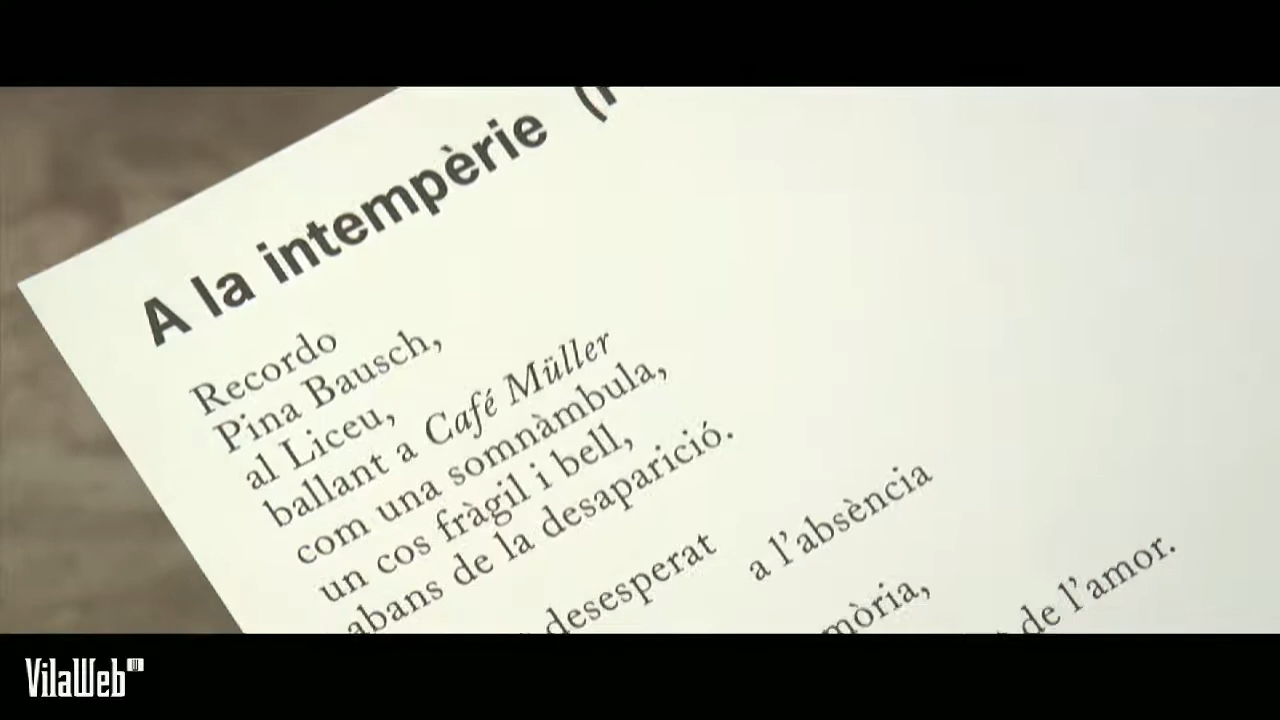 A la intempèrie (
Recordo
Pina Bausch,
al Liceu,
ballant a Café Müller
com una somnàmbula,
un cos fràgil i bell,
abans de la desaparició.
desesperat a l'absència
de l'amor.
VilaWeb